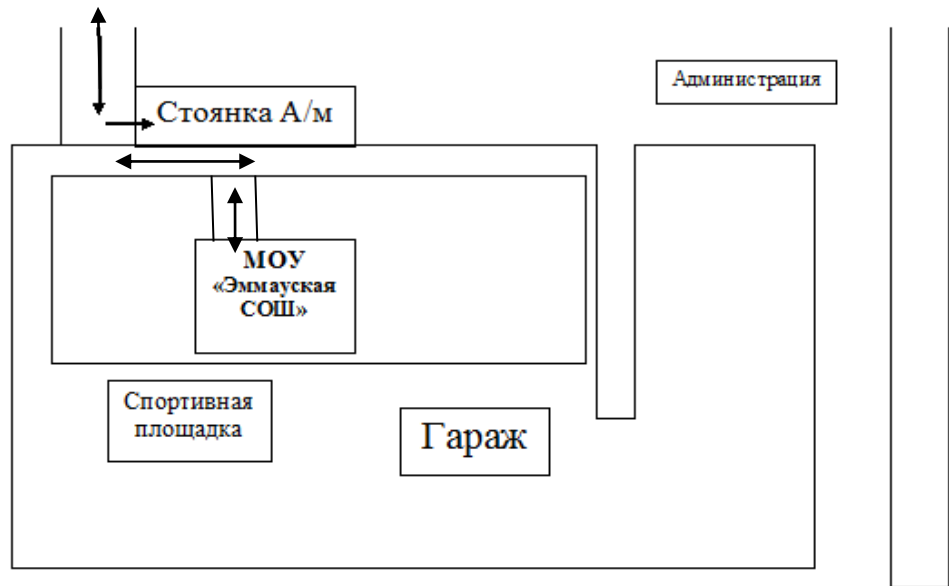 Администрация
Стоянка А/м
МОУ
«Эммауская
СОШ»
Спортивная
площадка
Гараж